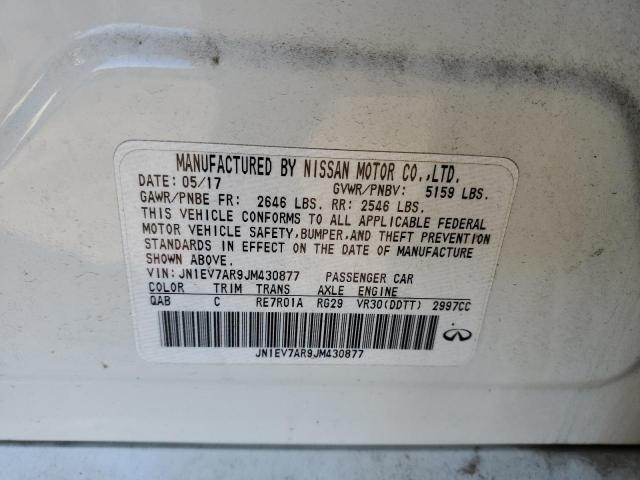 MANUFACTURED BY NISSAN MOTOR CO.,LTD.
DATE: 05/17 GVWR/PNBV: 5159 LBS.
GAWR/PNBE FR: 2646 LBS. RR: 2546 LBS.
THIS VEHICLE CONFORMS TO ALL APPLICABLE FEDERAL
MOTOR VEHICLE SAFETY,BUMPER,AND THEFT PREVENTION
STANDARDS IN EFFECT ON THE DATE OF MANUFACTURE
SHOWN ABOVE.
VIN: JN1EV7AR9JM430877 PASSENGER CAR
COLOR TRIM TRANS AXLE ENGINE
QAB C RE7R01A RG29 VR30(DDTT) 2997CC
JN1EV7AR9JM430877